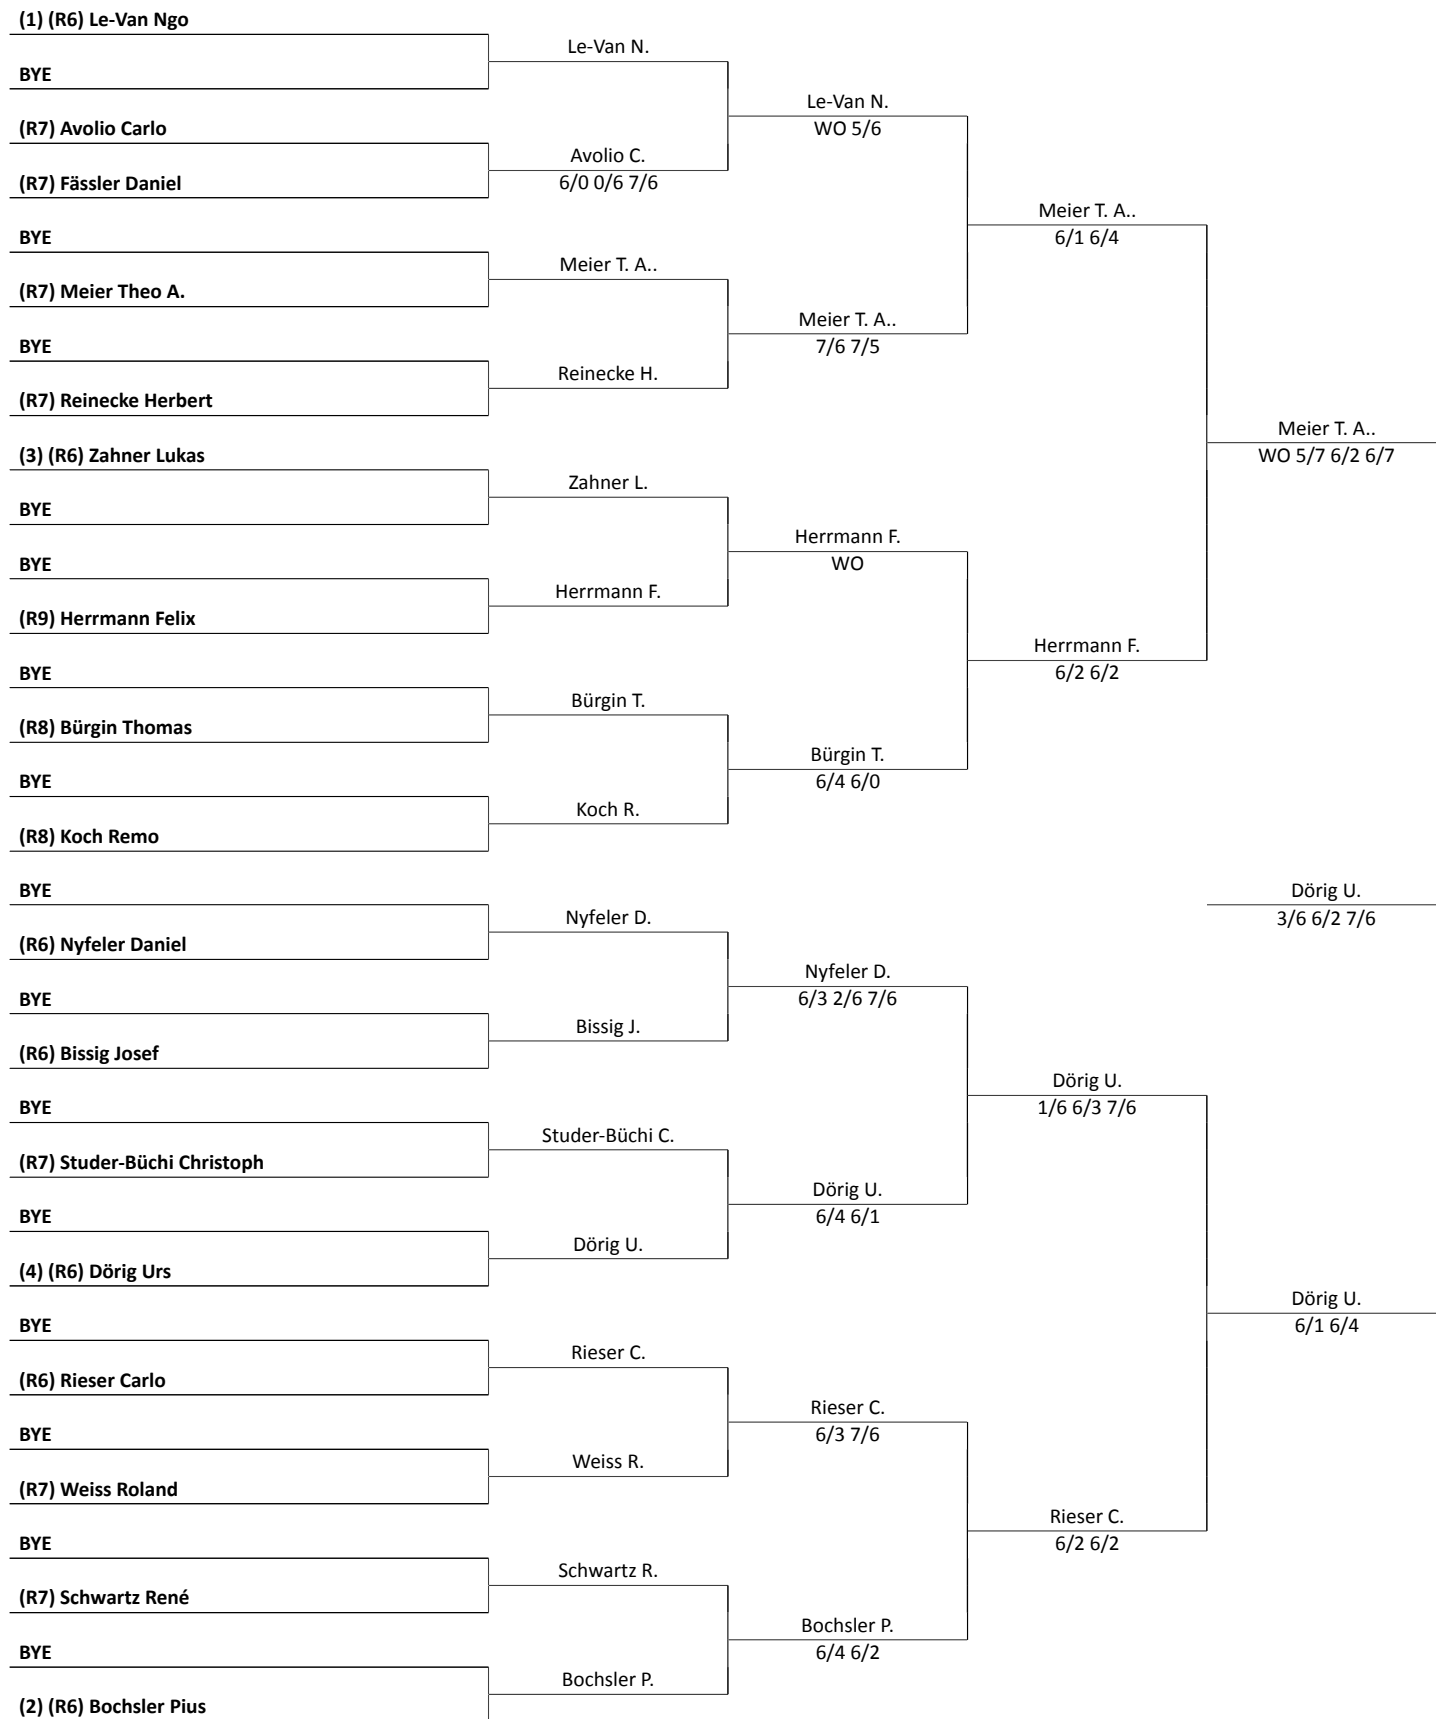 (1) (R6) Le-Van Ngo
BYE
(R7) Avolio Carlo
(R7) Fässler Daniel
BYE
(R7) Meier Theo A.
BYE
(R7) Reinecke Herbert
(3) (R6) Zahner Lukas
BYE
BYE
(R9) Herrmann Felix
BYE
(R8) Bürgin Thomas
BYE
(R8) Koch Remo
BYE
(R6) Nyfeler Daniel
BYE
(R6) Bissig Josef
BYE
(R7) Studer-Büchi Christoph
BYE
(4) (R6) Dörig Urs
BYE
(R6) Rieser Carlo
BYE
(R7) Weiss Roland
BYE
(R7) Schwartz René
BYE
(2) (R6) Bochsler Pius
Le-Van N.
Avolio C.
6/0 0/6 7/6
Meier T. A..
Reinecke H.
Zahner L.
Herrmann F.
Bürgin T.
Koch R.
Nyfeler D.
Bissig J.
Studer-Büchi C.
Dörig U.
Rieser C.
Weiss R.
Schwartz R.
Bochsler P.
Le-Van N.
WO 5/6
Meier T. A..
7/6 7/5
Herrmann F.
WO
Bürgin T.
6/4 6/0
Nyfeler D.
6/3 2/6 7/6
Dörig U.
6/4 6/1
Rieser C.
6/3 7/6
Bochsler P.
6/4 6/2
Meier T. A..
6/1 6/4
Herrmann F.
6/2 6/2
Dörig U.
1/6 6/3 7/6
Rieser C.
6/2 6/2
Meier T. A..
WO 5/7 6/2 6/7
Dörig U.
3/6 6/2 7/6
Dörig U.
6/1 6/4